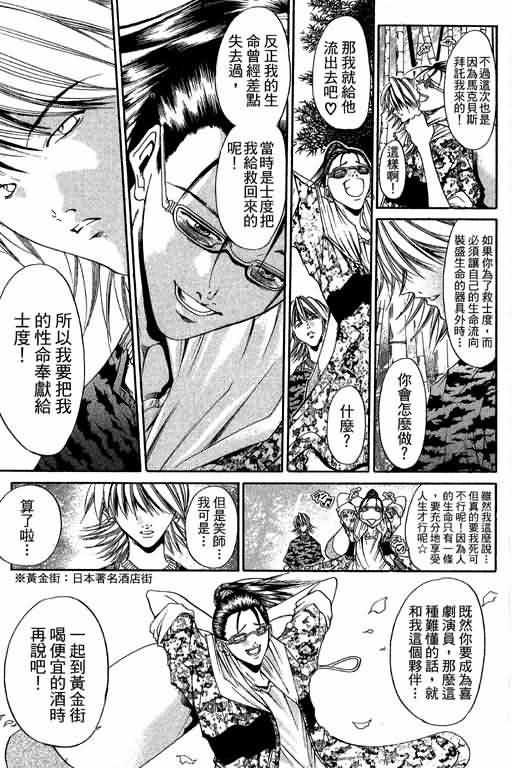 不過這次也是
因為馬克貝斯
拜託我來的！
這樣啊！
如果你為了救士度，而
必須讓自己的生命流向
裝盛生命的器具外時…
你會怎麼做？
那我就給他
流出去吧♡
什麼？
反正我的生
命曾經差點
失去過，
當時是士度把
我給救回來的
呢！
所以我要把我
的性命奉獻給
士度！
雖然我這麼說…
但真的要我死可
不行呢！因為人
的生命只有一條
，要充分地享受
人生才行呢☆
但是笑師…
我可是…
算了啦…
※黃金街：日本著名酒店街
既然你要成為喜
劇演員，那麼這
種難懂的話，就
和我這個夥伴…
一起到黃金街
喝便宜的酒時
再說吧！